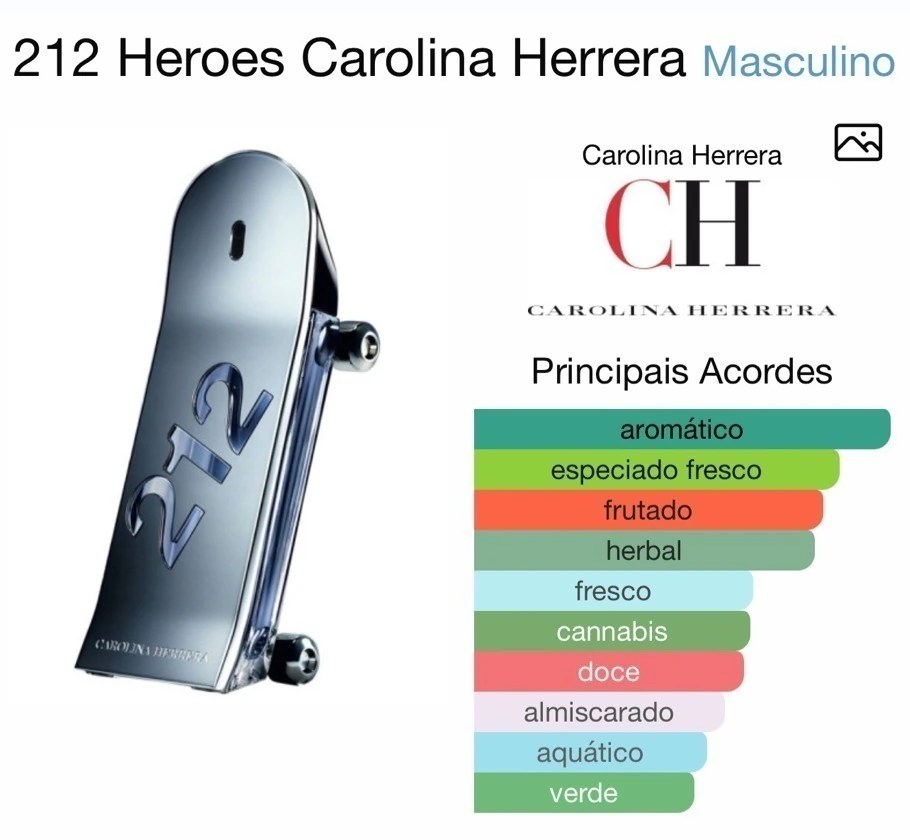 212 Heroes Carolina Herrera Masculino
Carolina Herrera
CH
CAROLINA HERRERA
Principais Acordes
aromático
especiado fresco
frutado
herbal
fresco
cannabis
doce
almiscarado
aquático
verde
212
CAROLINA HERRERA